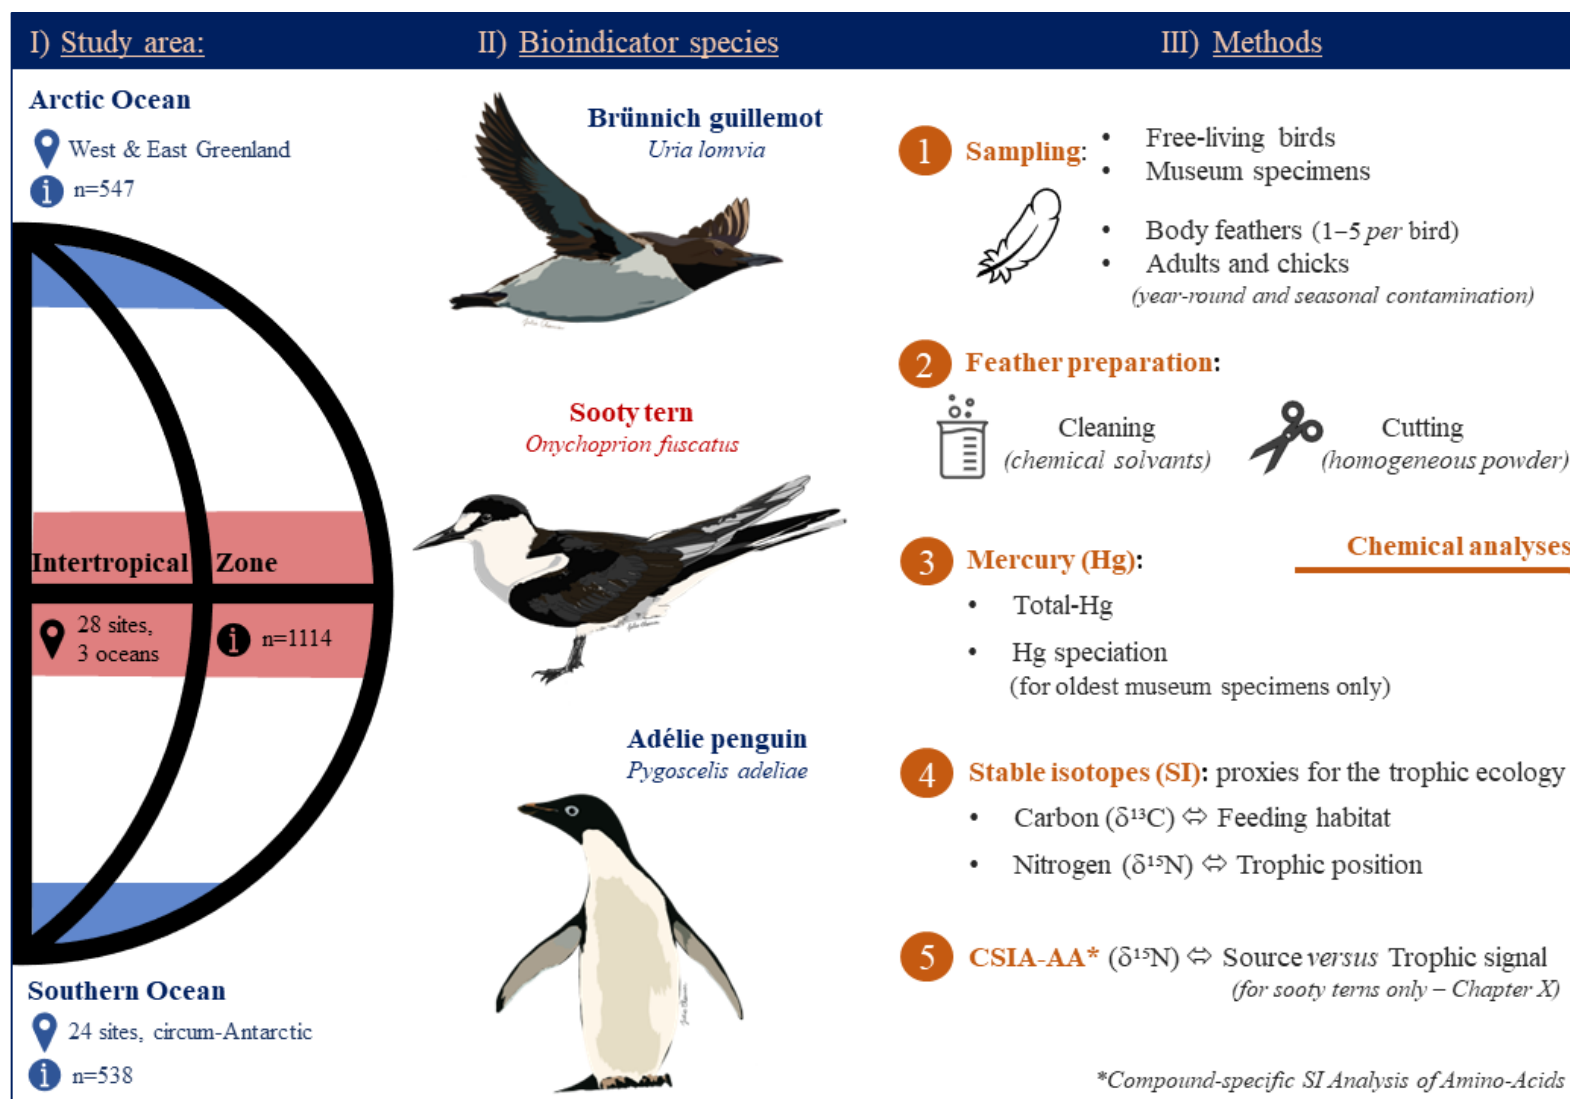 I) Study area:
II) Bioindicator species
III) Methods
Arctic Ocean
West & East Greenland
i n=547
Intertropical Zone
28 sites,
3 oceans
i n=1114
Southern Ocean
24 sites, circum-Antarctic
i n=538
Brünnich guillemot
Uria lomvia
Sooty tern
Onychoprion fuscatus
Adélie penguin
Pygoscelis adeliae
1 Sampling:
• Free-living birds
• Museum specimens
• Body feathers (1–5 per bird)
• Adults and chicks
(year-round and seasonal contamination)
2 Feather preparation:
Cleaning
(chemical solvants)
Cutting
(homogeneous powder)
Chemical analyses
3 Mercury (Hg):
• Total-Hg
• Hg speciation
(for oldest museum specimens only)
4 Stable isotopes (SI): proxies for the trophic ecology
• Carbon (δ¹³C) ⬄ Feeding habitat
• Nitrogen (δ¹⁵N) ⬄ Trophic position
5 CSIA-AA* (δ¹⁵N) ⬄ Source versus Trophic signal
(for sooty terns only – Chapter X)
*Compound-specific SI Analysis of Amino-Acids